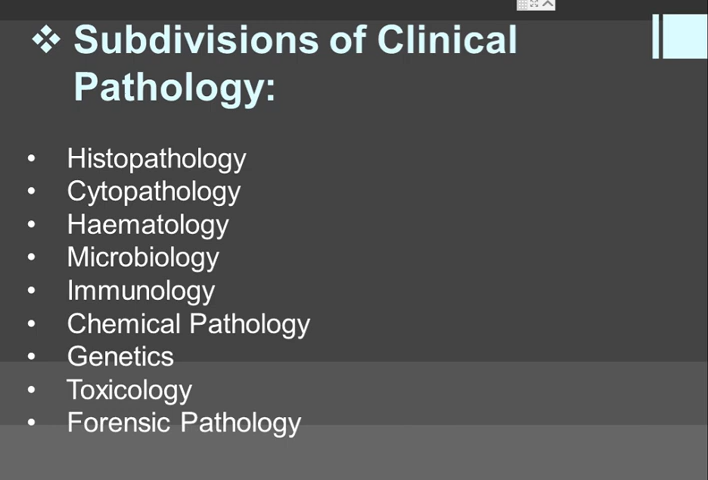 ❖ Subdivisions of Clinical
Pathology:
• Histopathology
• Cytopathology
• Haematology
• Microbiology
• Immunology
• Chemical Pathology
• Genetics
• Toxicology
• Forensic Pathology